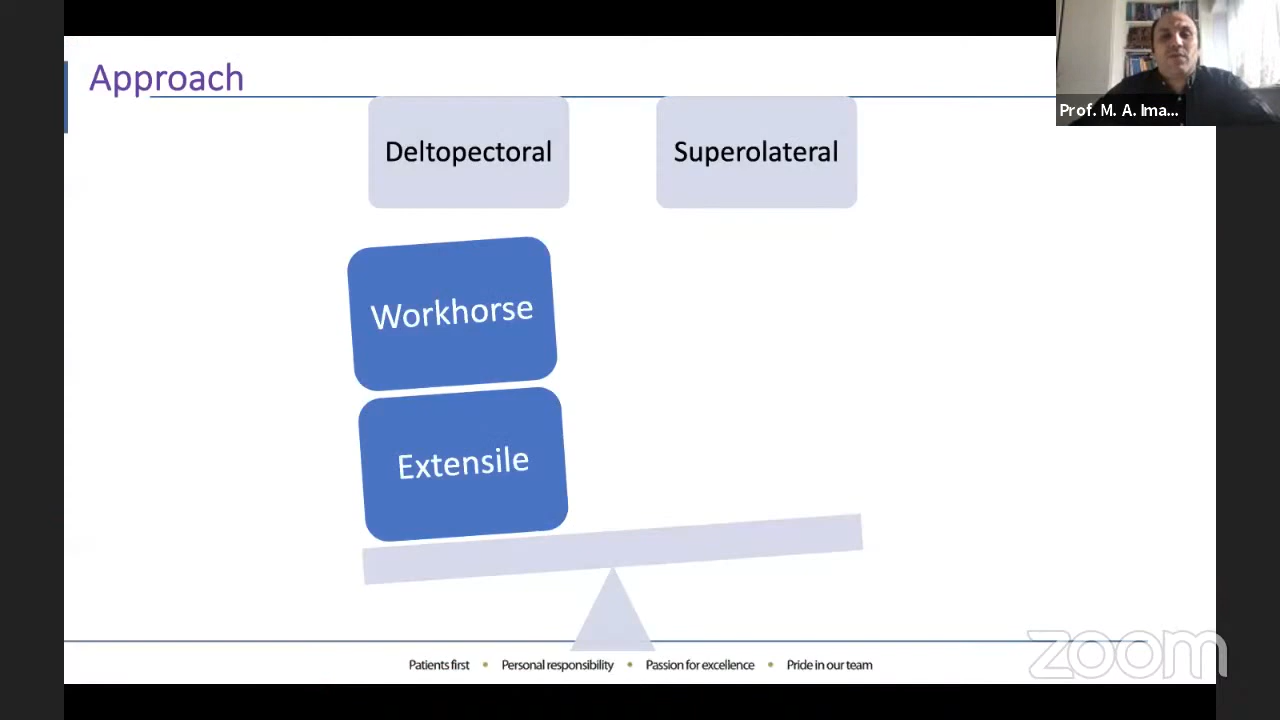 Approach
Prof. M. A. Ima...
Deltopectoral
Superolateral
Workhorse
Extensile
Patients first • Personal responsibility • Passion for excellence • Pride in our team
zoom